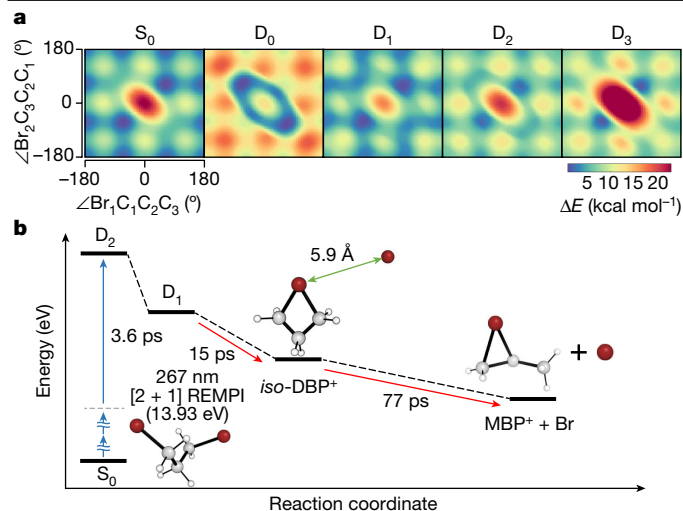 a
S₀ D₀ D₁ D₂ D₃
∠Br₂C₃C₂C₁ (º)
180
0
−180
−180 0 180
∠Br₁C₁C₂C₃ (º)
5 10 15 20
ΔE (kcal mol⁻¹)
b
Energy (eV)
D₂
D₁
3.6 ps
15 ps
5.9 Å
267 nm
[2 + 1] REMPI
(13.93 eV)
iso-DBP⁺
77 ps
+
MBP⁺ + Br
S₀
Reaction coordinate